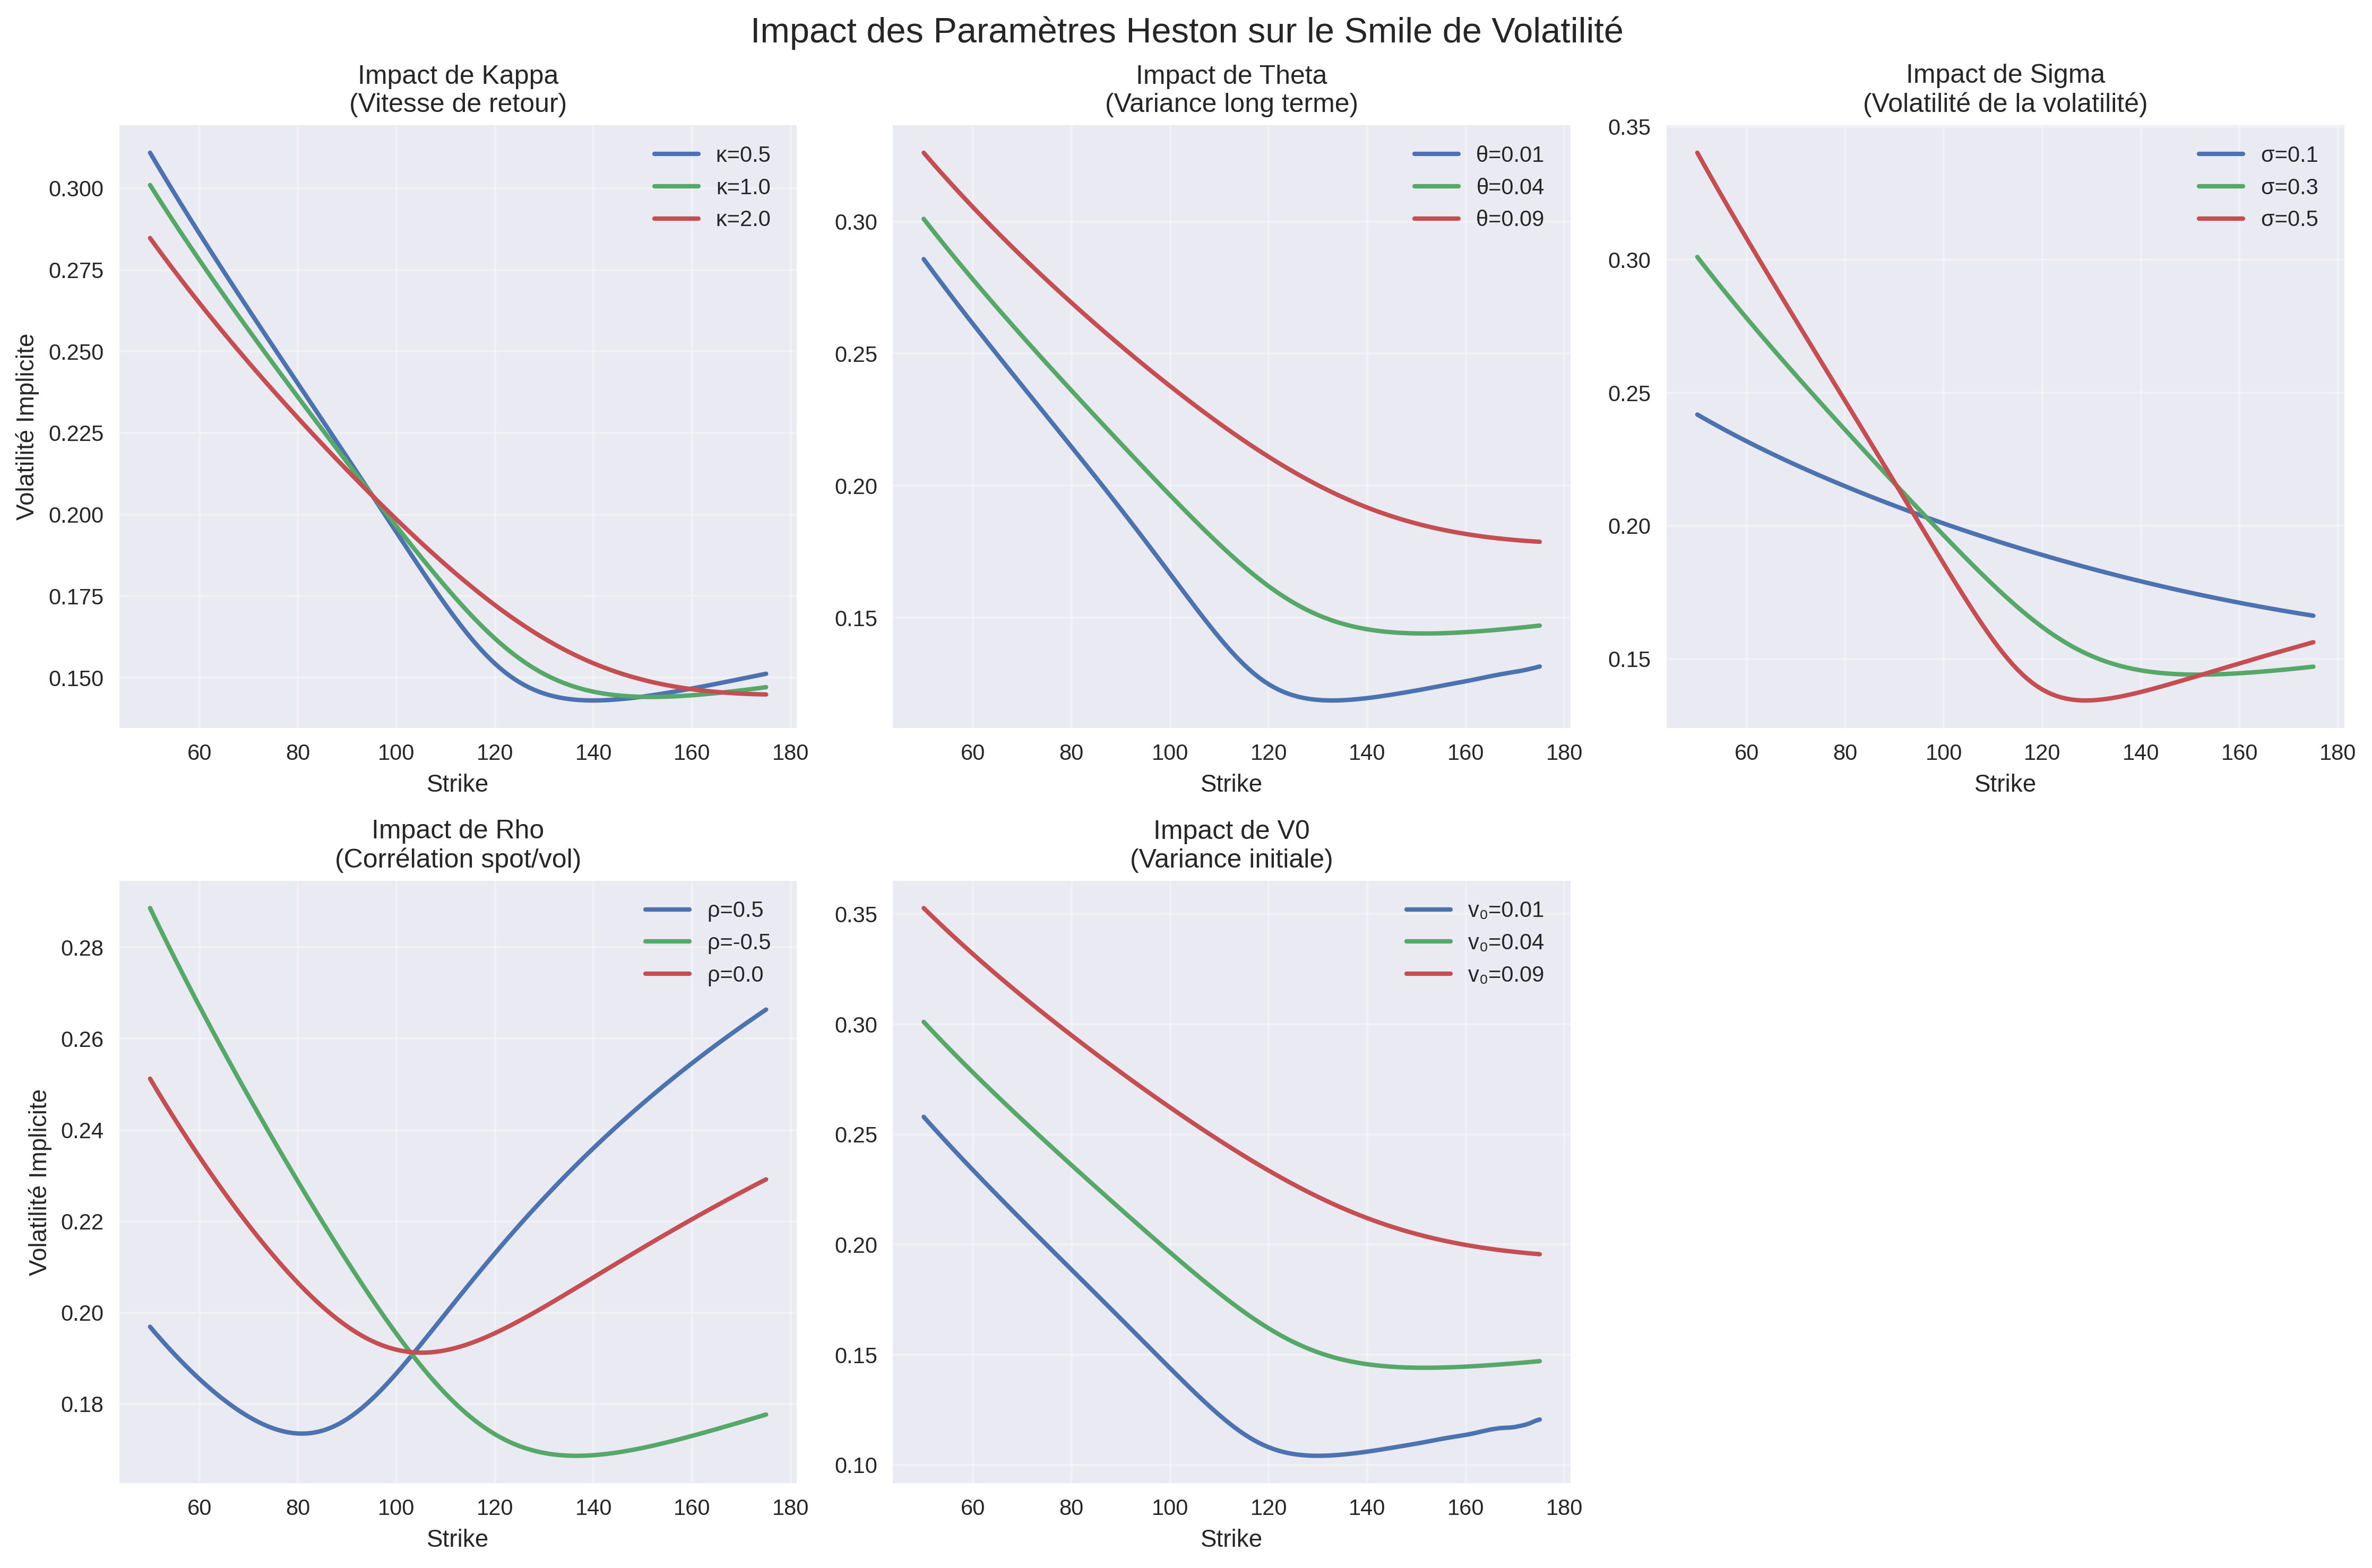 Impact des Paramètres Heston sur le Smile de Volatilité
Impact de Kappa
(Vitesse de retour)
κ=0.5
κ=1.0
κ=2.0
0.300
0.275
0.250
0.225
0.200
0.175
0.150
Volatilité Implicite
60 80 100 120 140 160 180
Strike
Impact de Theta
(Variance long terme)
θ=0.01
θ=0.04
θ=0.09
0.30
0.25
0.20
0.15
60 80 100 120 140 160 180
Strike
Impact de Sigma
(Volatilité de la volatilité)
σ=0.1
σ=0.3
σ=0.5
0.35
0.30
0.25
0.20
0.15
60 80 100 120 140 160 180
Strike
Impact de Rho
(Corrélation spot/vol)
ρ=0.5
ρ=-0.5
ρ=0.0
0.28
0.26
0.24
0.22
0.20
0.18
Volatilité Implicite
60 80 100 120 140 160 180
Strike
Impact de V0
(Variance initiale)
v₀=0.01
v₀=0.04
v₀=0.09
0.35
0.30
0.25
0.20
0.15
0.10
60 80 100 120 140 160 180
Strike